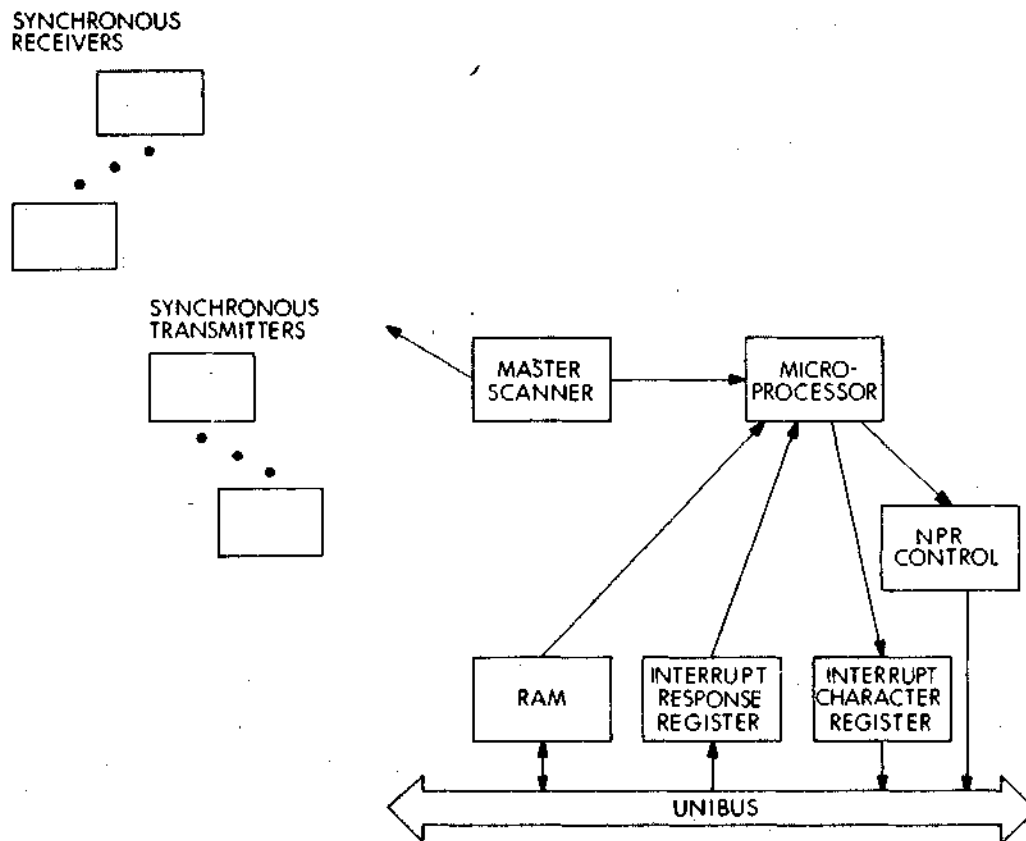 SYNCHRONOUS
RECEIVERS
SYNCHRONOUS
TRANSMITTERS
MASTER
SCANNER
MICRO-
PROCESSOR
NPR
CONTROL
RAM
INTERRUPT
RESPONSE
REGISTER
INTERRUPT
CHARACTER
REGISTER
UNIBUS